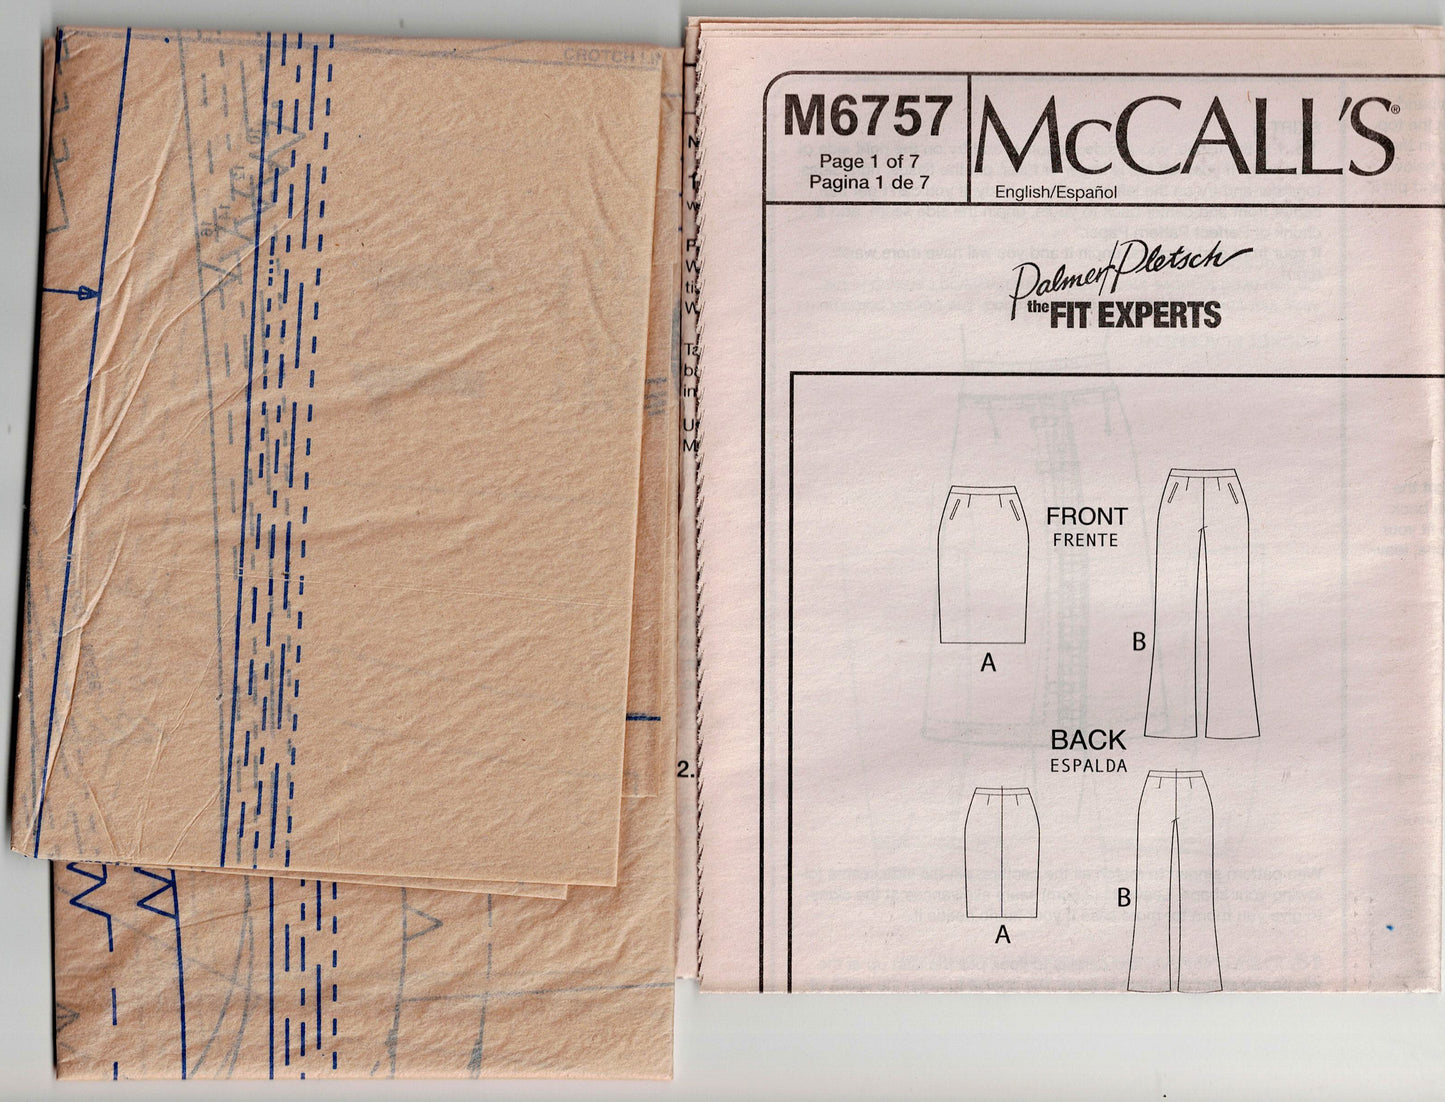 CROTCH LIN
M6757
Page 1 of 7
Pagina 1 de 7
McCALL'S®
English/Español
Palmer/Pletsch
the FIT EXPERTS
FRONT
FRENTE
A
B
BACK
ESPALDA
A
B
2.